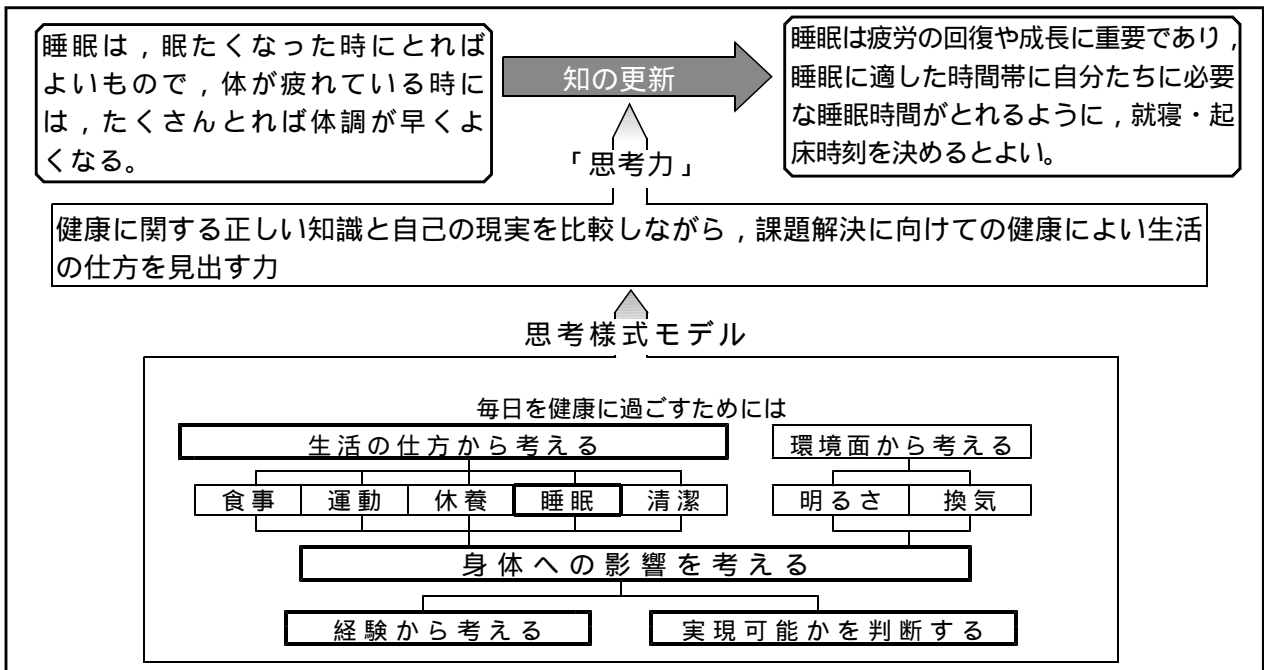 睡眠は，眠たくなった時にとれば
よいもので，体が疲れている時に
は，たくさんとれば体調が早くよ
くなる。
知の更新
睡眠は疲労の回復や成長に重要であり，
睡眠に適した時間帯に自分たちに必要
な睡眠時間がとれるように，就寝・起
床時刻を決めるとよい。
「思考力」
健康に関する正しい知識と自己の現実を比較しながら，課題解決に向けての健康によい生活
の仕方を見出す力
思考様式モデル
毎日を健康に過ごすためには
生活の仕方から考える
環境面から考える
食事 運動 休養 睡眠 清潔
明るさ 換気
身体への影響を考える
経験から考える
実現可能かを判断する